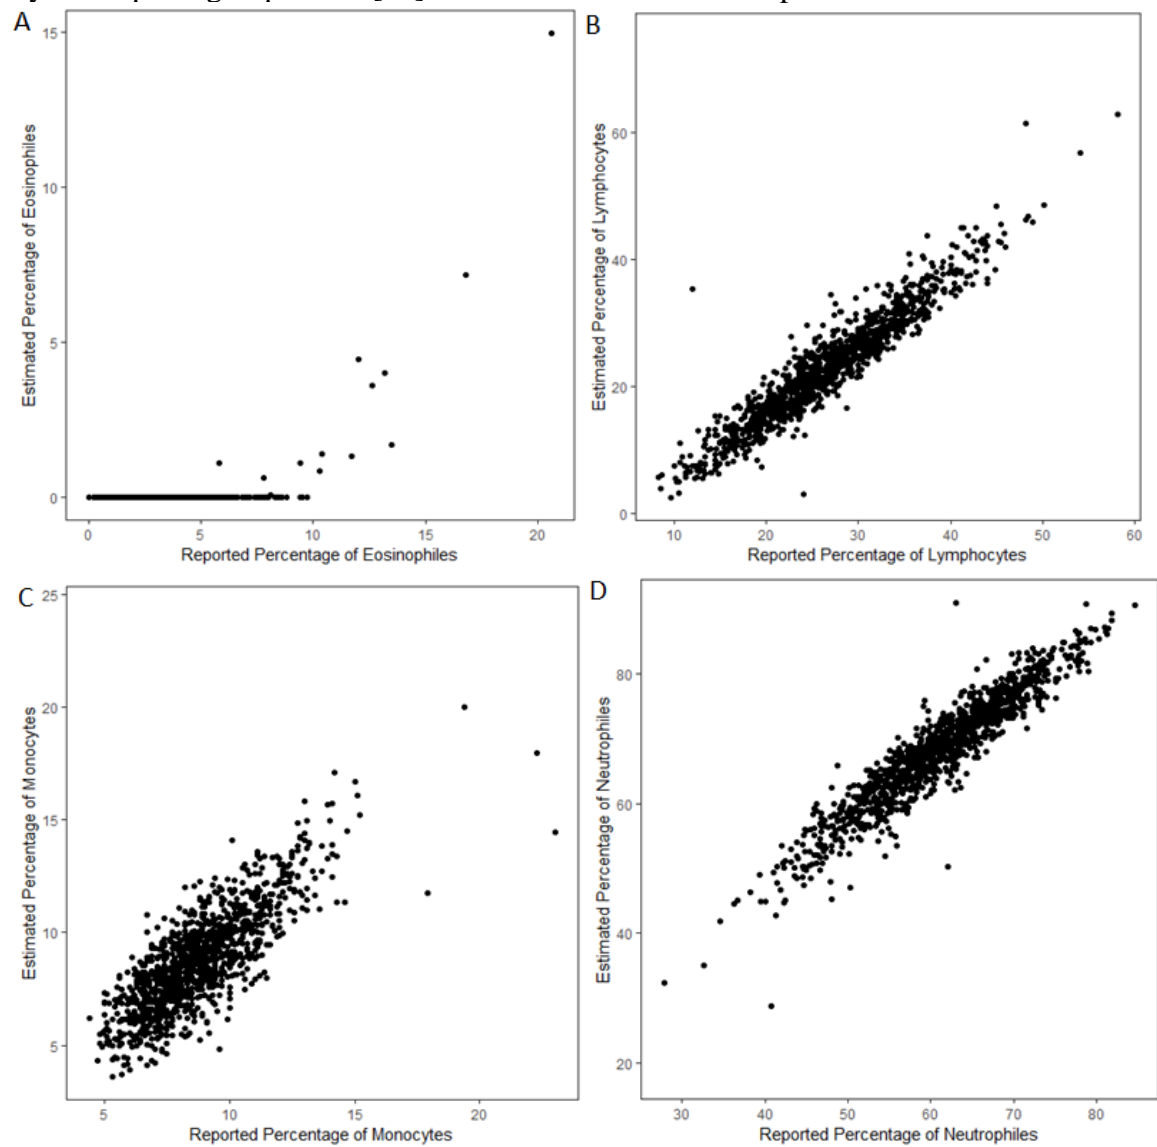 A
15
10
5
0
Estimated Percentage of Eosinophiles
0 5 10 15 20
Reported Percentage of Eosinophiles
B
60
40
20
0
Estimated Percentage of Lymphocytes
10 20 30 40 50 60
Reported Percentage of Lymphocytes
C
25
20
15
10
5
Estimated Percentage of Monocytes
5 10 15 20
Reported Percentage of Monocytes
D
80
60
40
20
Estimated Percentage of Neutrophiles
30 40 50 60 70 80
Reported Percentage of Neutrophiles